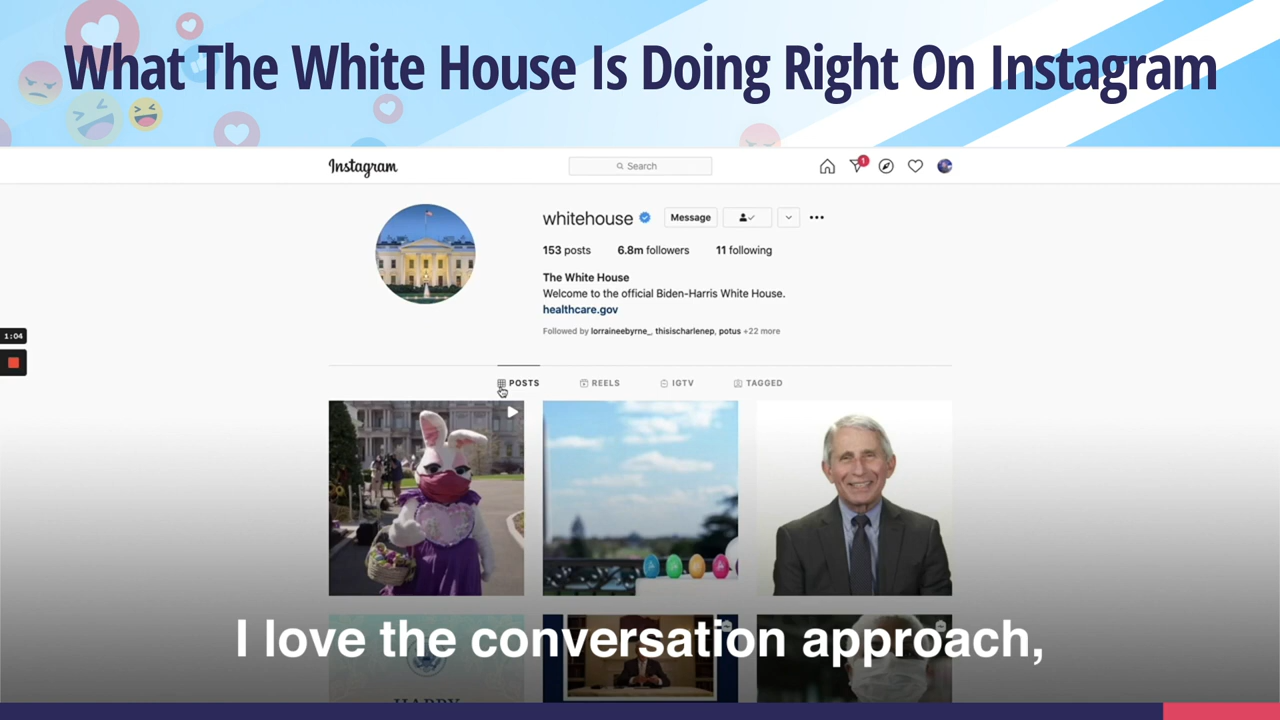 What The White House Is Doing Right On Instagram
Instagram
Search
1
whitehouse
Message
153 posts 6.8m followers 11 following
The White House
Welcome to the official Biden-Harris White House.
healthcare.gov
Followed by lorraineebyrne_, thisischarlenep, potus +22 more
1:04
POSTS REELS IGTV TAGGED
I love the conversation approach,
HAPPY